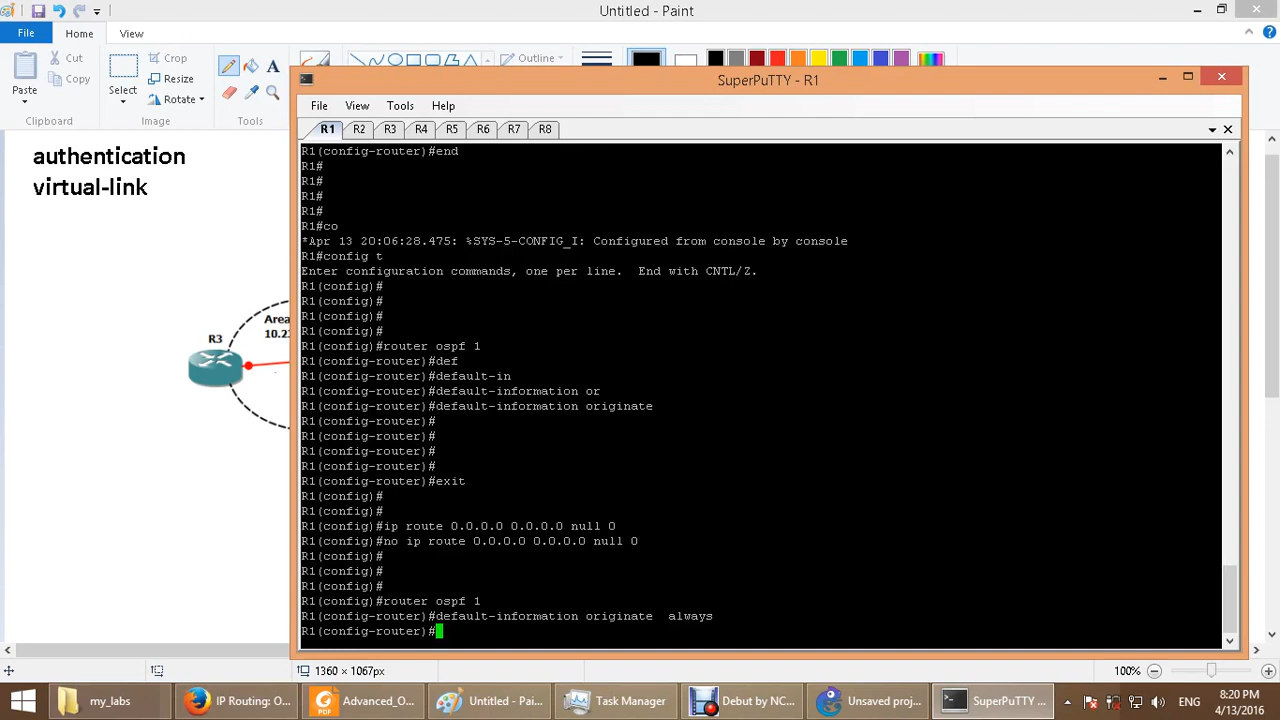 Untitled - Paint
File
Home
View
Paste
Cut
Copy
Clipboard
Select
Crop
Resize
Rotate
Image
Tools
Outline
SuperPuTTY - R1
File View Tools Help
R1 R2 R3 R4 R5 R6 R7 R8
authentication
virtual-link
R3
Area
10.23
R1(config-router)#end
R1#
R1#
R1#
R1#
R1#co
*Apr 13 20:06:28.475: %SYS-5-CONFIG_I: Configured from console by console
R1#config t
Enter configuration commands, one per line.  End with CNTL/Z.
R1(config)#
R1(config)#
R1(config)#
R1(config)#
R1(config)#router ospf 1
R1(config-router)#def
R1(config-router)#default-in
R1(config-router)#default-information or
R1(config-router)#default-information originate
R1(config-router)#
R1(config-router)#
R1(config-router)#
R1(config-router)#
R1(config-router)#exit
R1(config)#
R1(config)#
R1(config)#ip route 0.0.0.0 0.0.0.0 null 0
R1(config)#no ip route 0.0.0.0 0.0.0.0 null 0
R1(config)#
R1(config)#
R1(config)#
R1(config)#router ospf 1
R1(config-router)#default-information originate  always
R1(config-router)#
1360 × 1067px
100%
my_labs
IP Routing: O...
Advanced_O...
Untitled - Pai...
Task Manager
Debut by NC...
Unsaved proj...
SuperPuTTY ...
ENG
8:20 PM
4/13/2016